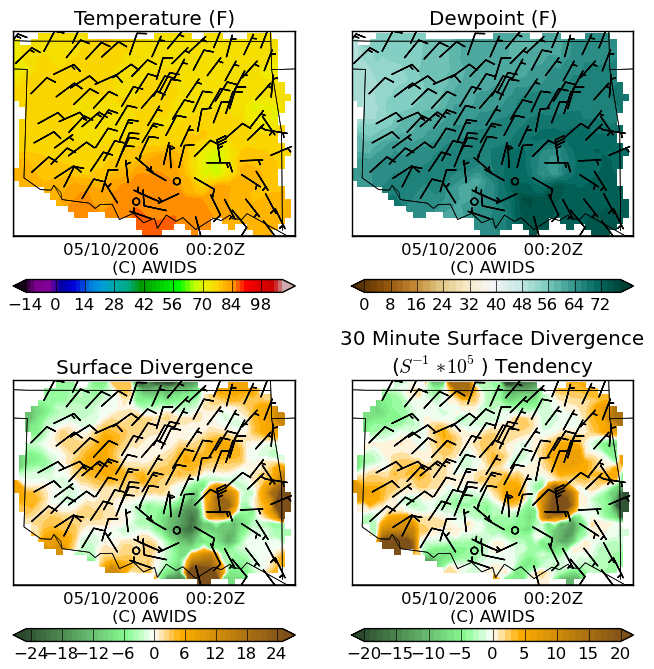 Temperature (F)
Dewpoint (F)
05/10/2006 00:20Z
(C) AWIDS
05/10/2006 00:20Z
(C) AWIDS
−14 0 14 28 42 56 70 84 98
0 8 16 24 32 40 48 56 64 72
Surface Divergence
30 Minute Surface Divergence
(S⁻¹ *10⁵ ) Tendency
05/10/2006 00:20Z
(C) AWIDS
05/10/2006 00:20Z
(C) AWIDS
−24 −18 −12 −6 0 6 12 18 24
−20 −15 −10 −5 0 5 10 15 20